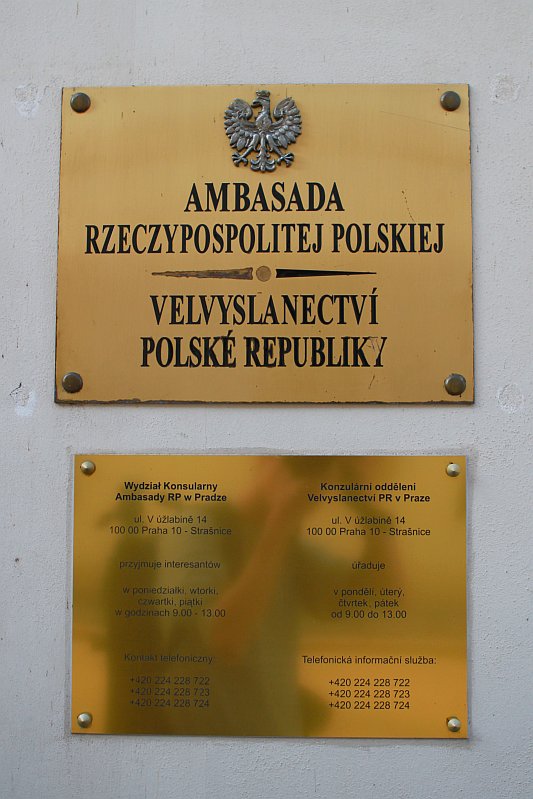 AMBASADA
RZECZYPOSPOLITEJ POLSKIEJ
VELVYSLANECTVÍ
POLSKÉ REPUBLIKY
Wydział Konsularny
Ambasady RP w Pradze
ul. V úžlabině 14
100 00 Praha 10 - Strašnice
przyjmuje interesantów
w poniedziałki, wtorki,
czwartki, piątki
w godzinach 9.00 - 13.00
Kontakt telefoniczny:
+420 224 228 722
+420 224 228 723
+420 224 228 724
Konzulární oddělení
Velvyslanectví PR v Praze
ul. V úžlabině 14
100 00 Praha 10 - Strašnice
úřaduje
v pondělí, úterý,
čtvrtek, pátek
od 9.00 do 13.00
Telefonická informační služba:
+420 224 228 722
+420 224 228 723
+420 224 228 724